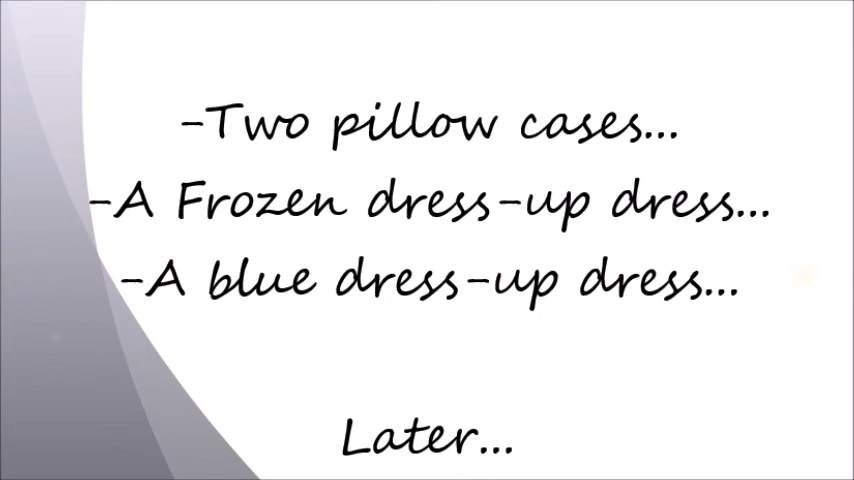 -Two pillow cases...
-A Frozen dress-up dress...
-A blue dress-up dress...
Later...